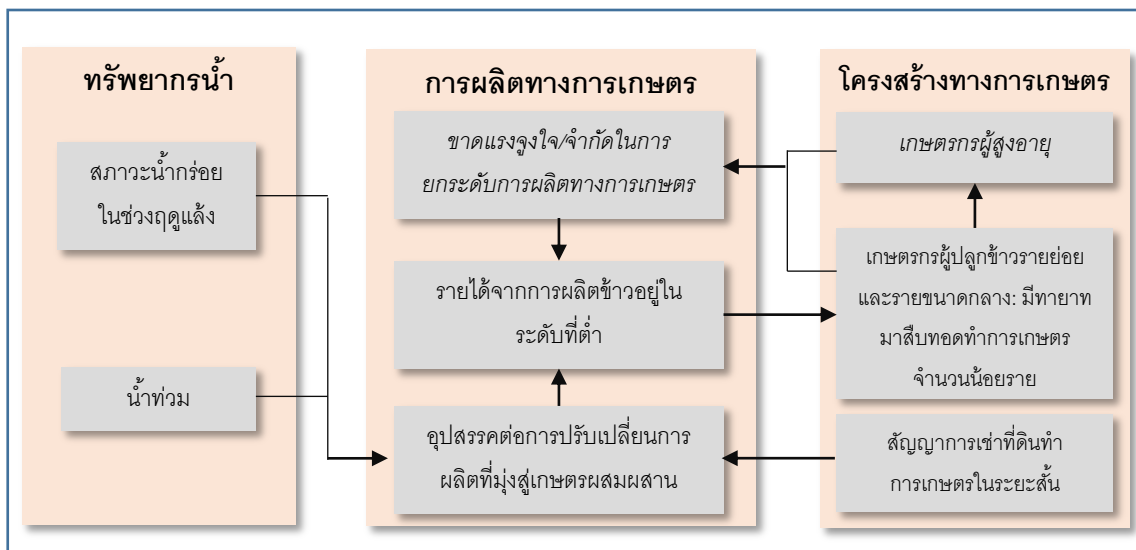 ทรัพยากรน้ำ
สภาวะน้ำกร่อย
ในช่วงฤดูแล้ง
น้ำท่วม
การผลิตทางการเกษตร
ขาดแรงจูงใจ/จำกัดในการ
ยกระดับการผลิตทางการเกษตร
รายได้จากการผลิตข้าวอยู่ใน
ระดับที่ต่ำ
อุปสรรคต่อการปรับเปลี่ยนการ
ผลิตที่มุ่งสู่เกษตรผสมผสาน
โครงสร้างทางการเกษตร
เกษตรกรผู้สูงอายุ
เกษตรกรผู้ปลูกข้าวรายย่อย
และรายขนาดกลาง: มีทายาท
มาสืบทอดทำการเกษตร
จำนวนน้อยราย
สัญญาการเช่าที่ดินทำ
การเกษตรในระยะสั้น